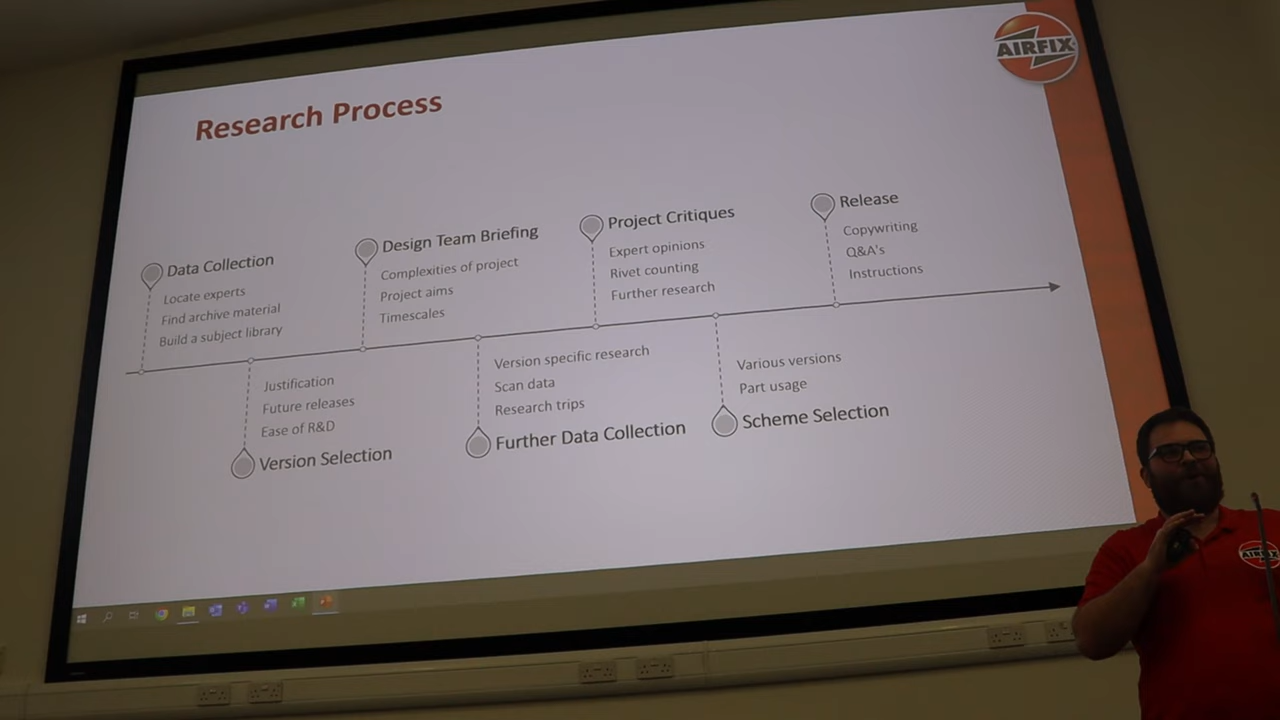 AIRFIX
Research Process
Data Collection
Locate experts
Find archive material
Build a subject library
Justification
Future releases
Ease of R&D
Version Selection
Design Team Briefing
Complexities of project
Project aims
Timescales
Version specific research
Scan data
Research trips
Further Data Collection
Project Critiques
Expert opinions
Rivet counting
Further research
Various versions
Part usage
Scheme Selection
Release
Copywriting
Q&A's
Instructions
AIRFIX